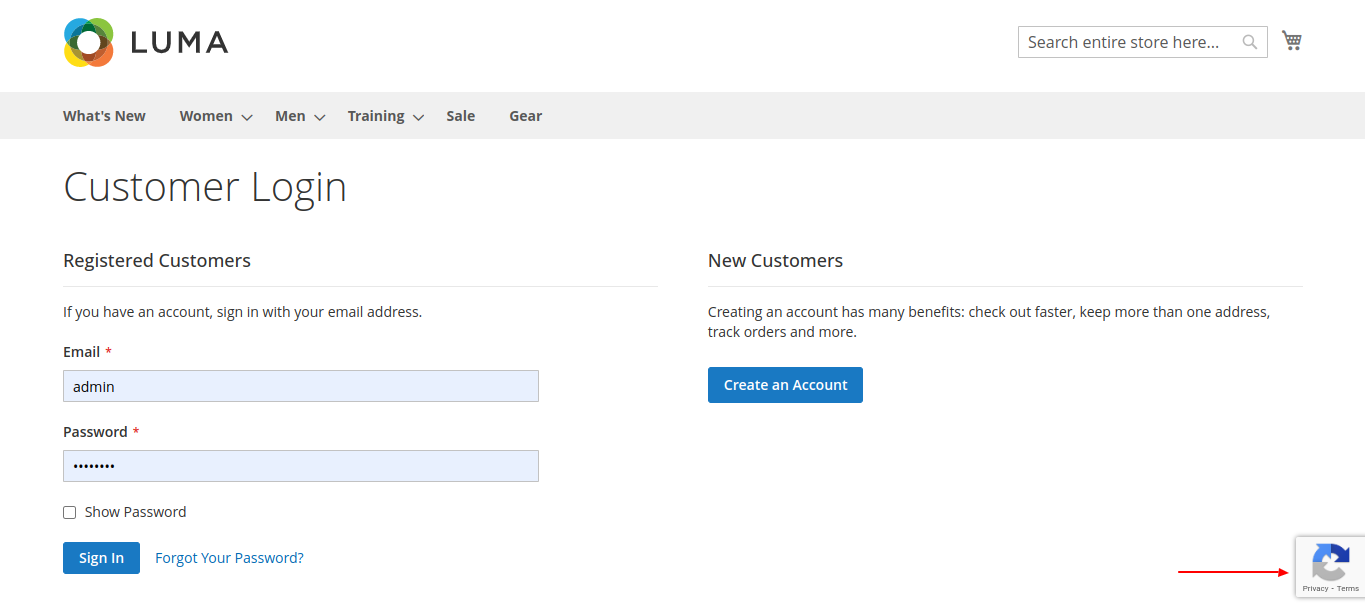 LUMA
Search entire store here...
What's New Women Men Training Sale Gear
Customer Login
Registered Customers
If you have an account, sign in with your email address.
Email *
admin
Password *
••••••••
Show Password
Sign In Forgot Your Password?
New Customers
Creating an account has many benefits: check out faster, keep more than one address,
track orders and more.
Create an Account
Privacy - Terms